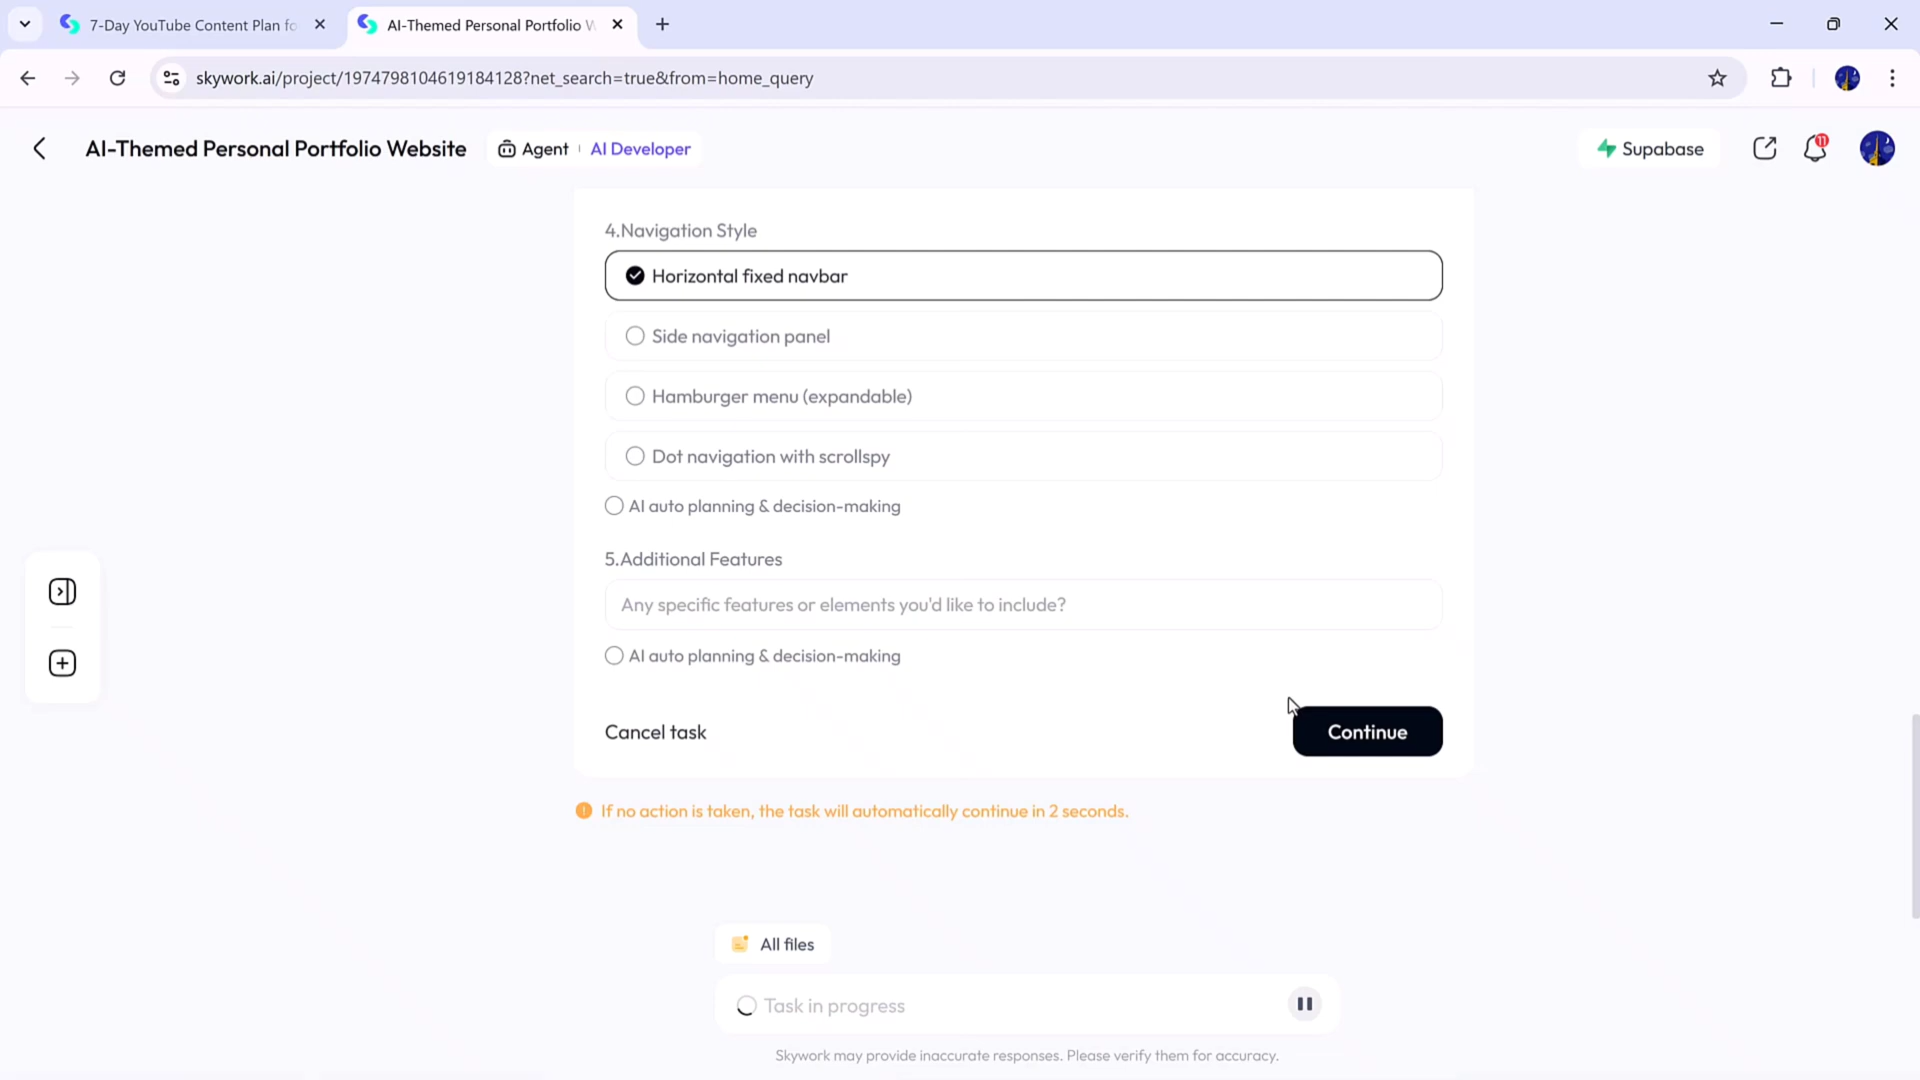 7-Day YouTube Content Plan fo
AI-Themed Personal Portfolio W
skywork.ai/project/1974798104619184128?net_search=true&from=home_query
AI-Themed Personal Portfolio Website
Agent
AI Developer
Supabase
11
4.Navigation Style
Horizontal fixed navbar
Side navigation panel
Hamburger menu (expandable)
Dot navigation with scrollspy
AI auto planning & decision-making
5.Additional Features
Any specific features or elements you'd like to include?
AI auto planning & decision-making
Cancel task
Continue
If no action is taken, the task will automatically continue in 2 seconds.
All files
Task in progress
Skywork may provide inaccurate responses. Please verify them for accuracy.